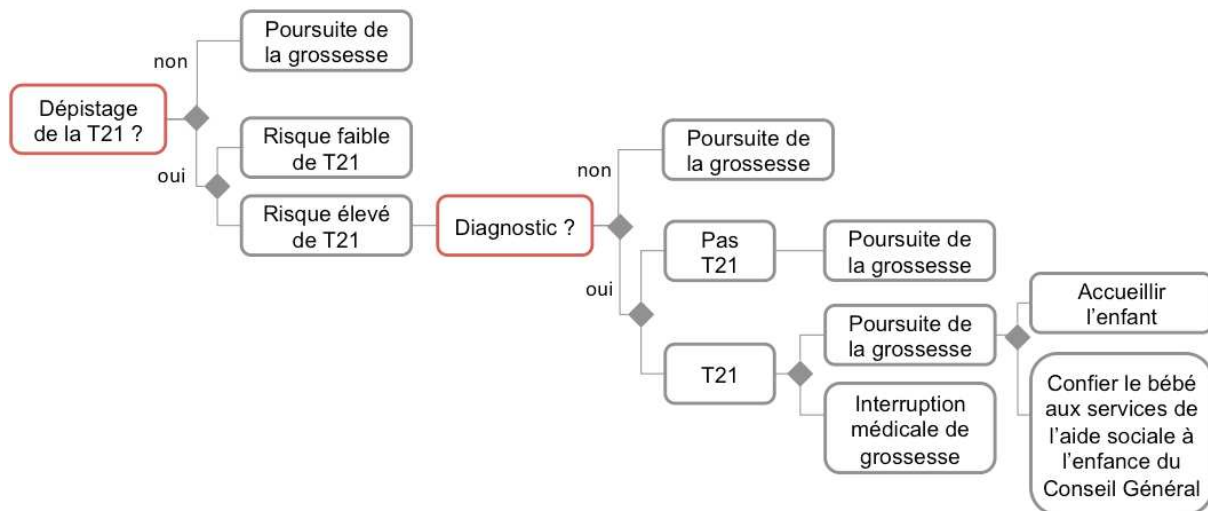 Poursuite de
la grossesse
non
Dépistage
de la T21 ?
oui
Risque faible
de T21
Risque élevé
de T21
Diagnostic ?
non
Poursuite de
la grossesse
oui
Pas
T21
Poursuite de
la grossesse
T21
Poursuite de
la grossesse
Accueillir
l'enfant
Confier le bébé
aux services de
l'aide sociale à
l'enfance du
Conseil Général
Interruption
médicale de
grossesse